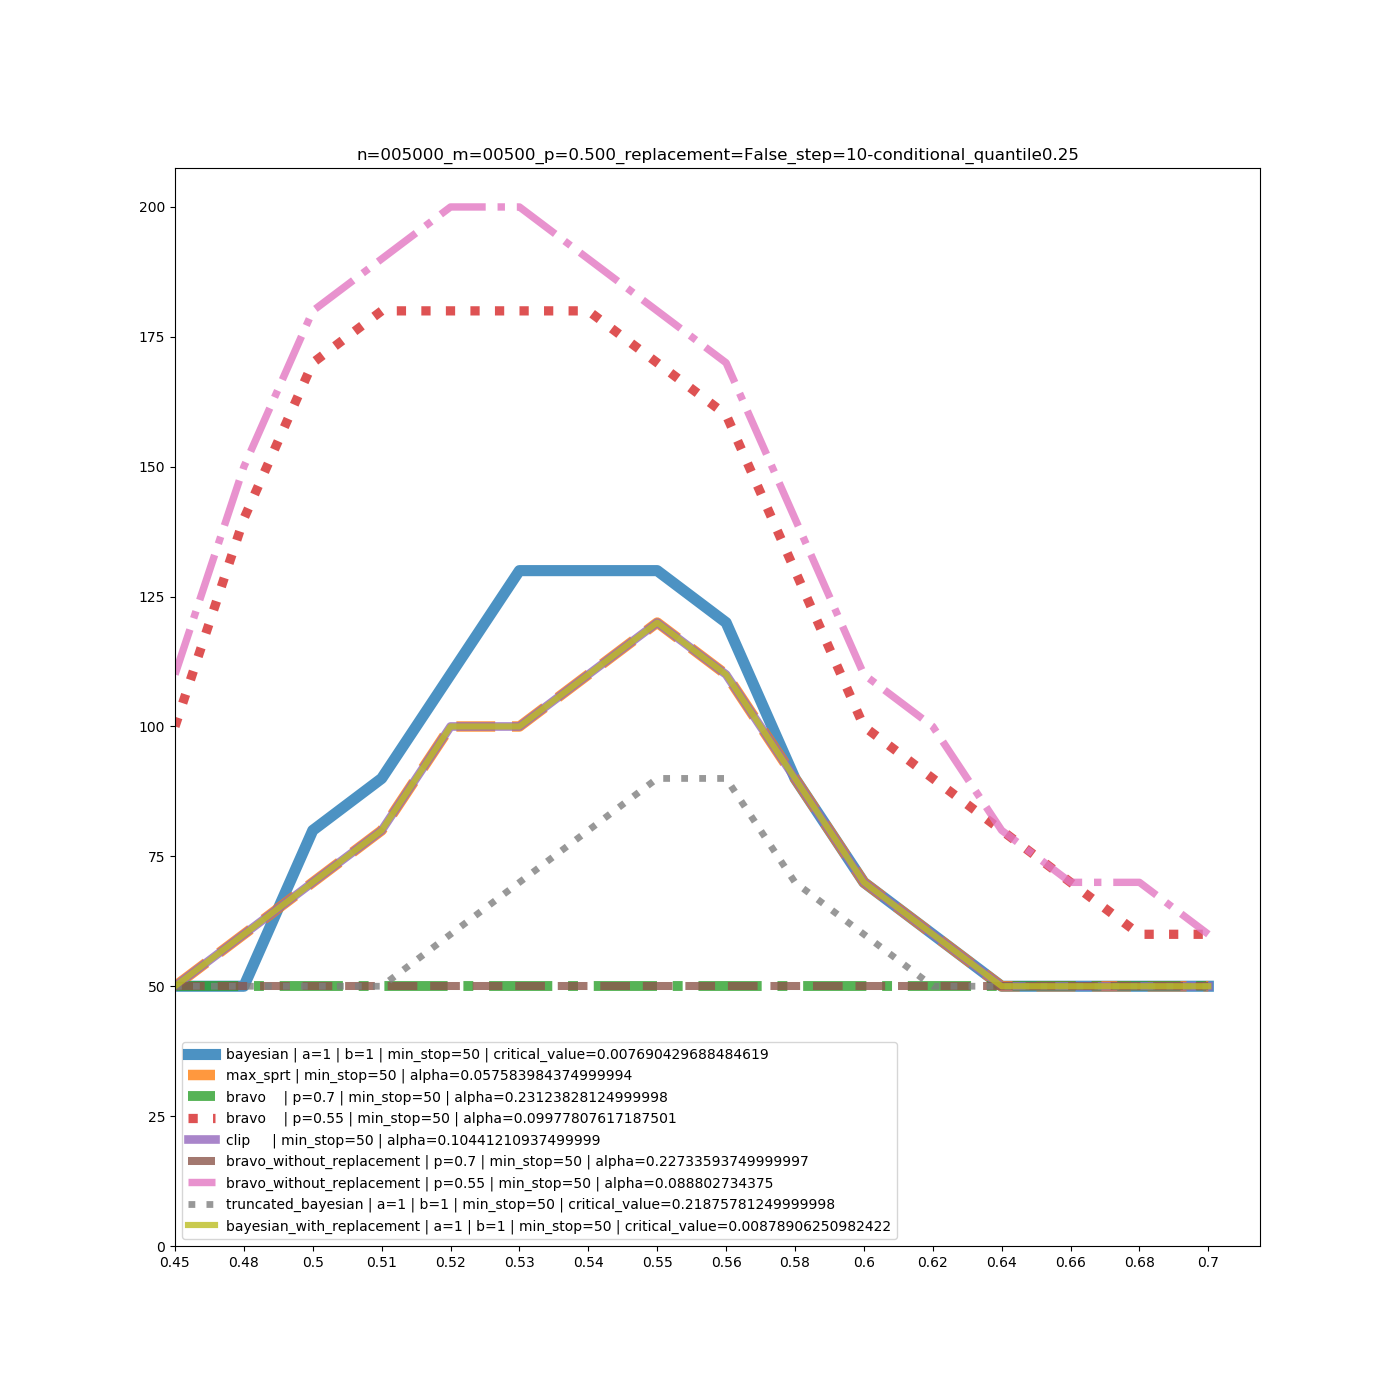 n=005000_m=00500_p=0.500_replacement=False_step=10-conditional_quantile0.25
200
175
150
125
100
75
50
25
0
bayesian | a=1 | b=1 | min_stop=50 | critical_value=0.007690429688484619
max_sprt | min_stop=50 | alpha=0.057583984374999994
bravo | p=0.7 | min_stop=50 | alpha=0.23123828124999998
bravo | p=0.55 | min_stop=50 | alpha=0.09977807617187501
clip | min_stop=50 | alpha=0.10441210937499999
bravo_without_replacement | p=0.7 | min_stop=50 | alpha=0.22733593749999997
bravo_without_replacement | p=0.55 | min_stop=50 | alpha=0.088802734375
truncated_bayesian | a=1 | b=1 | min_stop=50 | critical_value=0.21875781249999998
bayesian_with_replacement | a=1 | b=1 | min_stop=50 | critical_value=0.00878906250982422
0.45 0.48 0.5 0.51 0.52 0.53 0.54 0.55 0.56 0.58 0.6 0.62 0.64 0.66 0.68 0.7